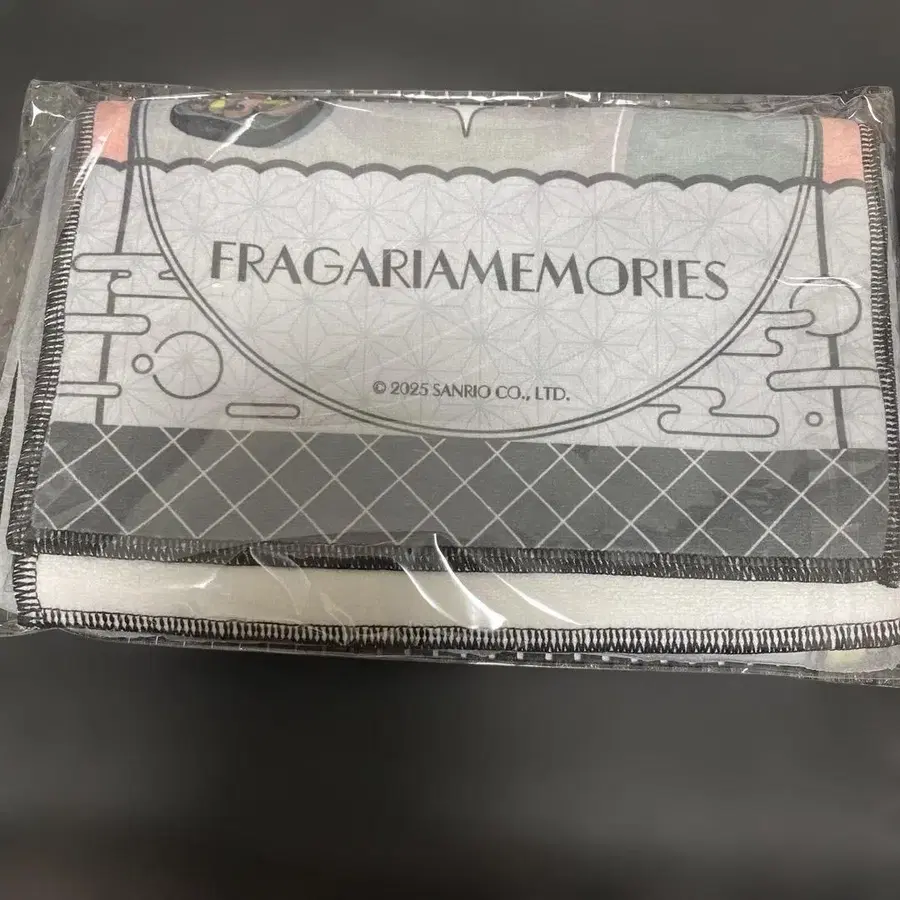 FRAGARIAMEMORIES
© 2025 SANRIO CO., LTD.